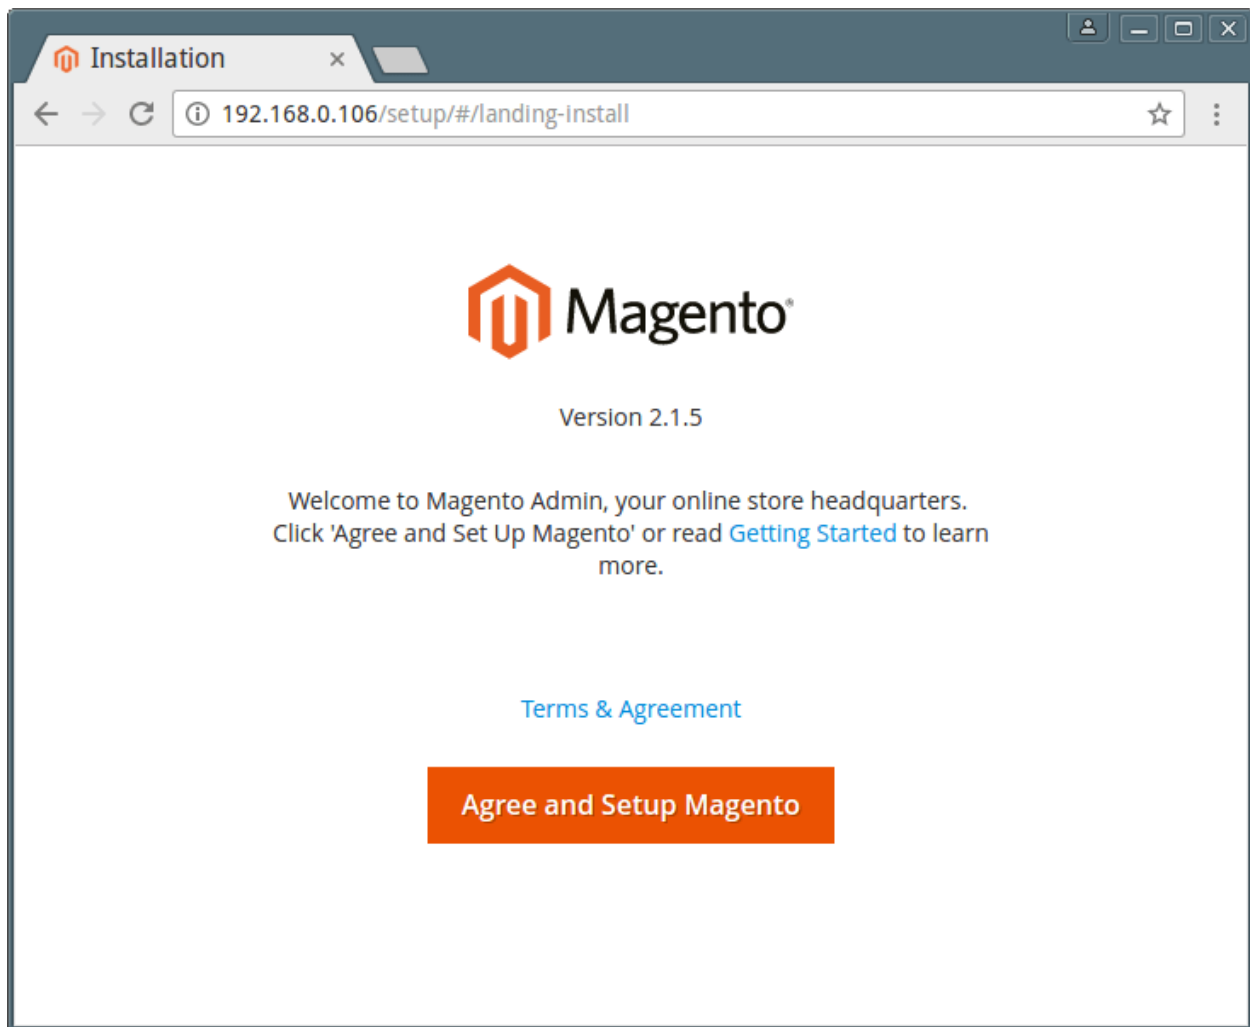 Installation
192.168.0.106/setup/#/landing-install
Magento®
Version 2.1.5
Welcome to Magento Admin, your online store headquarters.
Click 'Agree and Set Up Magento' or read Getting Started to learn
more.
Terms & Agreement
Agree and Setup Magento